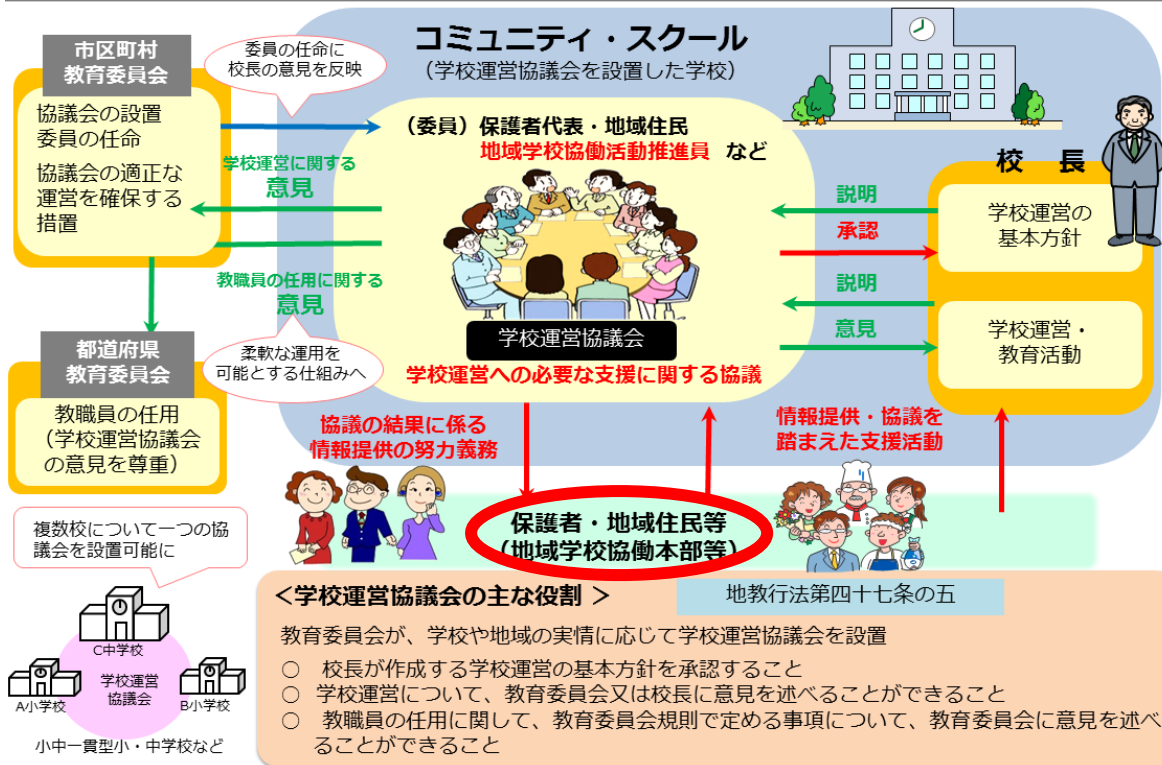 コミュニティ・スクール
（学校運営協議会を設置した学校）
市区町村
教育委員会
協議会の設置
委員の任命
協議会の適正な
運営を確保する
措置
委員の任命に
校長の意見を反映
学校運営に関する
意見
教職員の任用に関する
意見
柔軟な運用を
可能とする仕組みへ
都道府県
教育委員会
教職員の任用
（学校運営協議会
の意見を尊重）
（委員）保護者代表・地域住民
地域学校協働活動推進員 など
学校運営協議会
学校運営への必要な支援に関する協議
校 長
説明
承認
学校運営の
基本方針
説明
意見
学校運営・
教育活動
協議の結果に係る
情報提供の努力義務
情報提供・協議を
踏まえた支援活動
保護者・地域住民等
（地域学校協働本部等）
複数校について一つの協
議会を設置可能に
C中学校
学校運営
協議会
A小学校
B小学校
小中一貫型小・中学校など
＜学校運営協議会の主な役割 ＞
地教行法第四十七条の五
教育委員会が、学校や地域の実情に応じて学校運営協議会を設置
○ 校長が作成する学校運営の基本方針を承認すること
○ 学校運営について、教育委員会又は校長に意見を述べることができること
○ 教職員の任用に関して、教育委員会規則で定める事項について、教育委員会に意見を述べ
ることができること